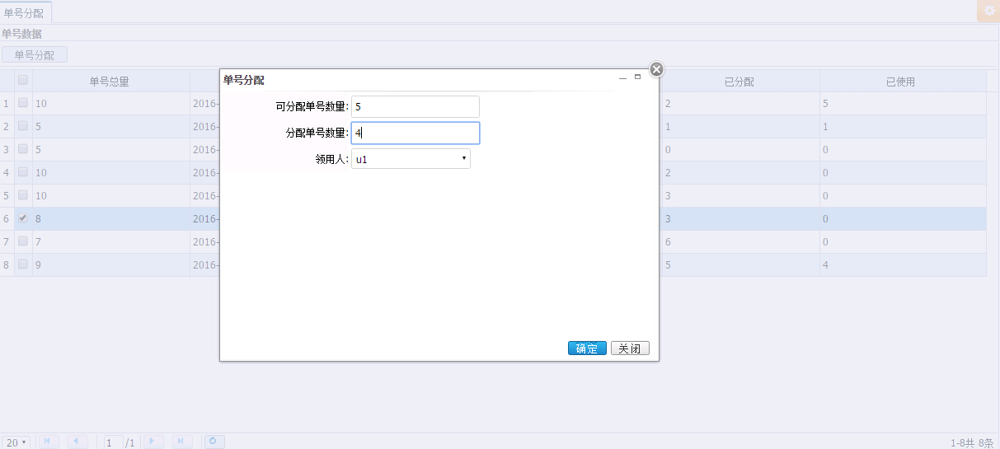 单号分配
单号数据
单号分配
单号总量 已分配 已使用
1 10 2016- 2 5
2 5 2016- 1 1
3 5 2016- 0 0
4 10 2016- 2 0
5 10 2016- 3 0
6 8 2016- 3 0
7 7 2016- 6 0
8 9 2016- 5 4
单号分配
可分配单号数量: 5
分配单号数量: 4
领用人: u1
确定 关闭
20 1 /1 1-8共 8条